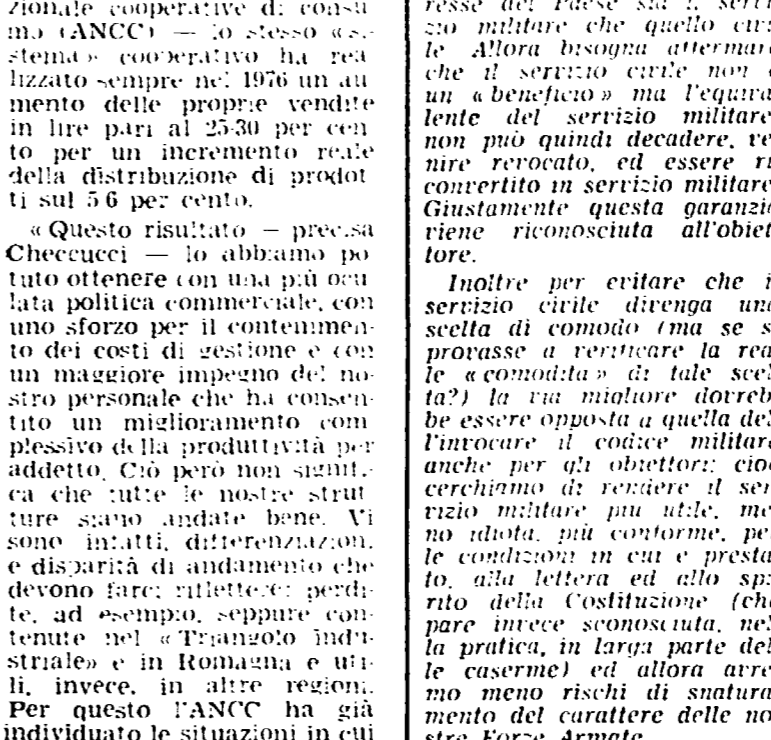 zionale cooperative di consu
mo (ANCC) — lo stesso «si-
stema» cooperativo ha rea
lizzato sempre nel 1976 un au
mento delle proprie vendite
in lire pari al 25-30 per cen
to per un incremento reale
della distribuzione di prodot
ti sul 5 6 per cento.
« Questo risultato — precisa
Checcucci — lo abbiamo po
tuto ottenere con una più ocu
lata politica commerciale, con
uno sforzo per il contenimen-
to dei costi di gestione e con
un maggiore impegno del no-
stro personale che ha consen-
tito un miglioramento com
plessivo della produttività per
addetto. Ciò però non signifi-
ca che tutte le nostre strut
ture siano andate bene. Vi
sono infatti, differenziazioni,
e disparità di andamento che
devono farci riflettere: perdi-
te, ad esempio, seppure con-
tenute nel «Triangolo indu-
striale» e in Romagna e uti-
li, invece, in altre regioni.
Per questo l'ANCC ha già
individuato le situazioni in cui
resse del Paese sia il servi
zio militare che quello civi
le Allora bisogna affermare
che il servizio civile non
un « beneficio » ma l'equiva
lente del servizio militare
non può quindi decadere, ve
nire revocato, ed essere ri
convertito in servizio militare
Giustamente questa garanzia
viene riconosciuta all'obiet
tore.
Inoltre per evitare che i
servizio civile divenga una
scelta di comodo (ma se s
provasse a verificare la rea
le « comodità » di tale scel
ta?) la via migliore dovreb
be essere opposta a quella del
l'invocare il codice militare
anche per gli obiettori: cioè
cerchiamo di rendere il ser
vizio militare più utile, me
no idiota, più conforme, pe
le condizioni in cui è presta
to, alla lettera ed allo spi
rito della Costituzione (che
pare invece sconosciuta, nel
la pratica, in larga parte del
le caserme) ed allora avre
mo meno rischi di snatura
mento del carattere delle no
stre Forze Armate